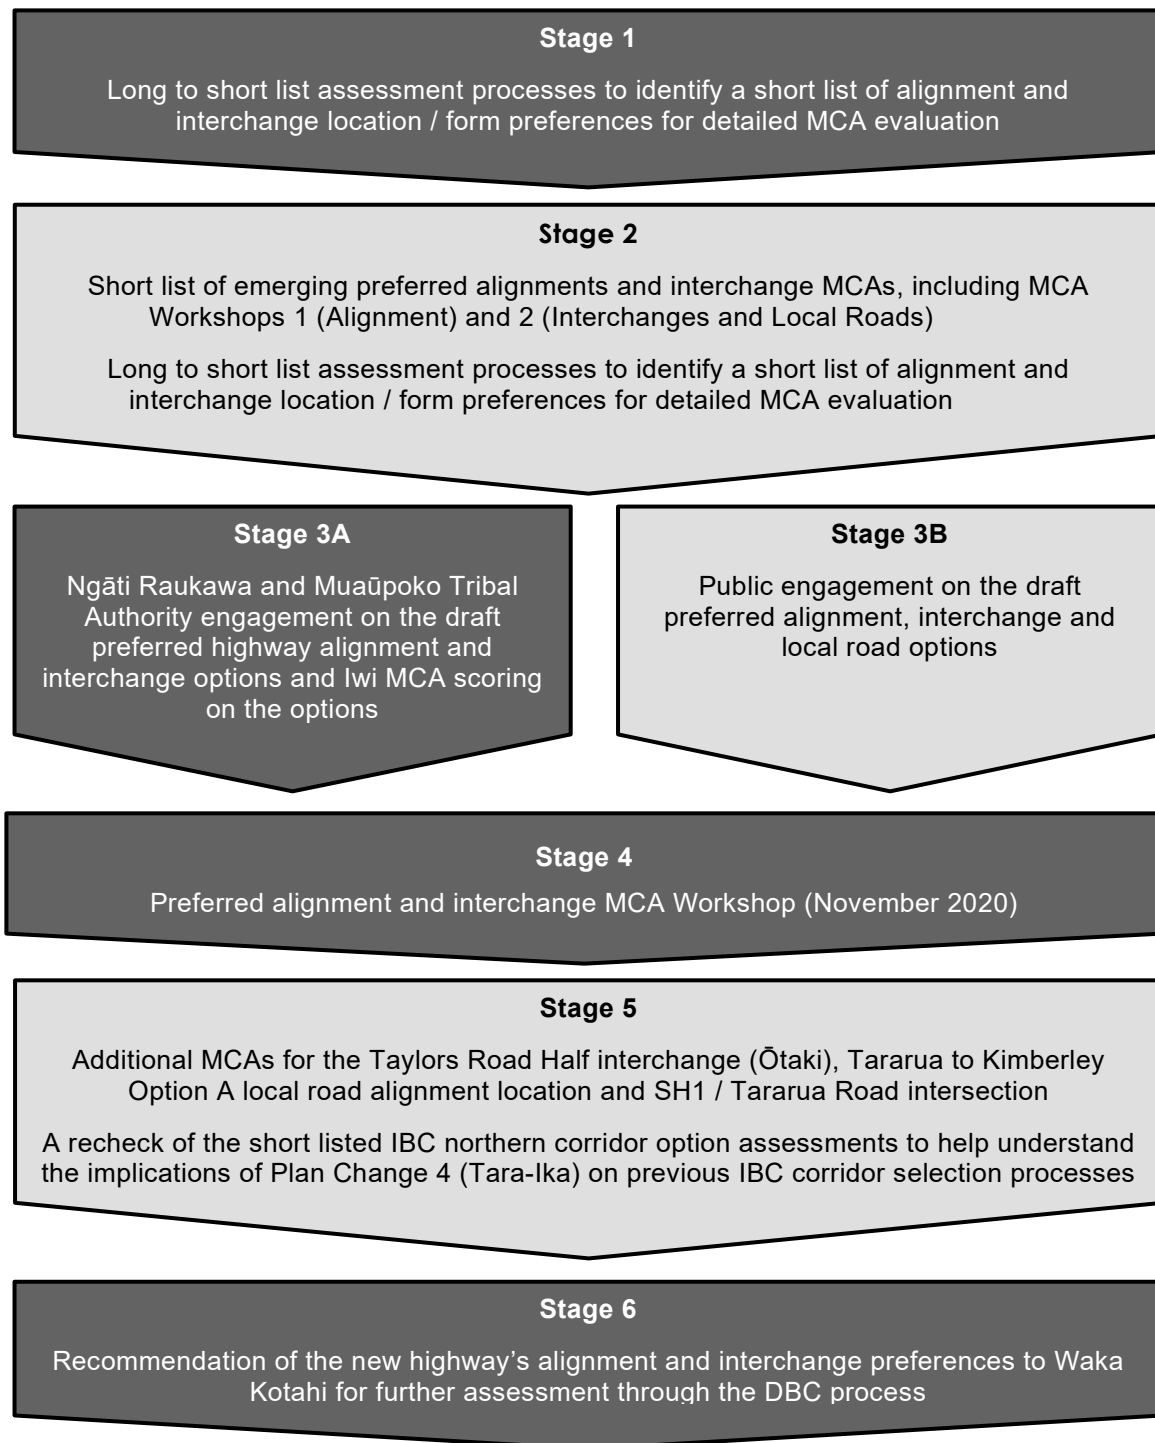 Stage 1
Long to short list assessment processes to identify a short list of alignment and
interchange location / form preferences for detailed MCA evaluation
Stage 2
Short list of emerging preferred alignments and interchange MCAs, including MCA
Workshops 1 (Alignment) and 2 (Interchanges and Local Roads)
Long to short list assessment processes to identify a short list of alignment and
interchange location / form preferences for detailed MCA evaluation
Stage 3A
Ngāti Raukawa and Muaūpoko Tribal
Authority engagement on the draft
preferred highway alignment and
interchange options and Iwi MCA scoring
on the options
Stage 3B
Public engagement on the draft
preferred alignment, interchange and
local road options
Stage 4
Preferred alignment and interchange MCA Workshop (November 2020)
Stage 5
Additional MCAs for the Taylors Road Half interchange (Ōtaki), Tararua to Kimberley
Option A local road alignment location and SH1 / Tararua Road intersection
A recheck of the short listed IBC northern corridor option assessments to help understand
the implications of Plan Change 4 (Tara-Ika) on previous IBC corridor selection processes
Stage 6
Recommendation of the new highway's alignment and interchange preferences to Waka
Kotahi for further assessment through the DBC process